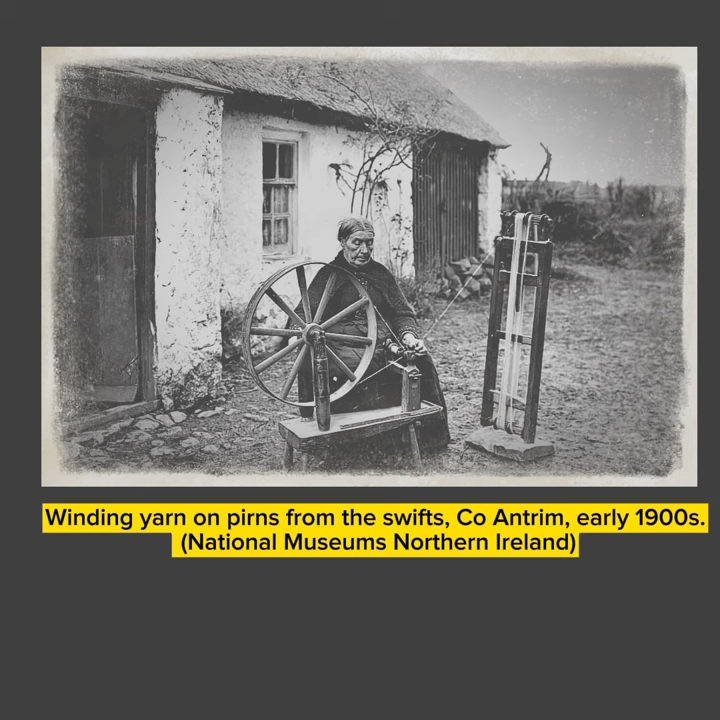 Winding yarn on pirns from the swifts, Co Antrim, early 1900s.
(National Museums Northern Ireland)